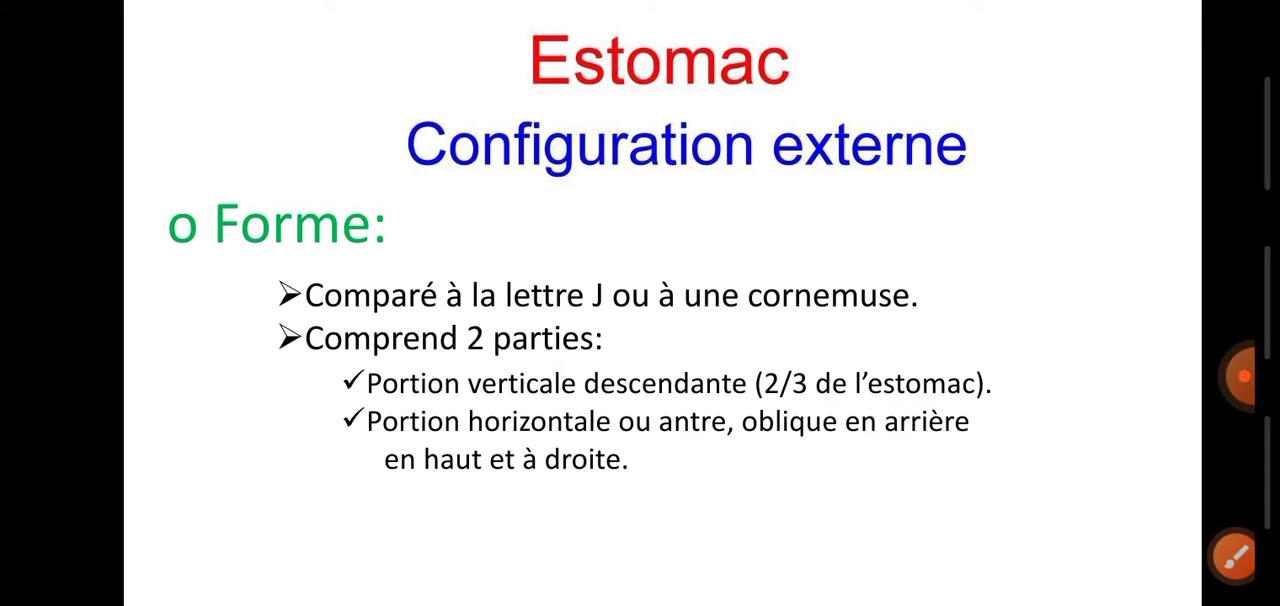 Estomac
Configuration externe
o Forme:
➢Comparé à la lettre J ou à une cornemuse.
➢Comprend 2 parties:
✓Portion verticale descendante (2/3 de l’estomac).
✓Portion horizontale ou antre, oblique en arrière
en haut et à droite.